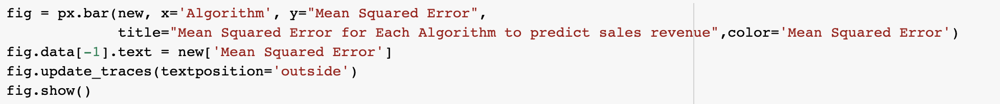 fig = px.bar(new, x='Algorithm', y="Mean Squared Error",
             title="Mean Squared Error for Each Algorithm to predict sales revenue",color='Mean Squared Error')
fig.data[-1].text = new['Mean Squared Error']
fig.update_traces(textposition='outside')
fig.show()